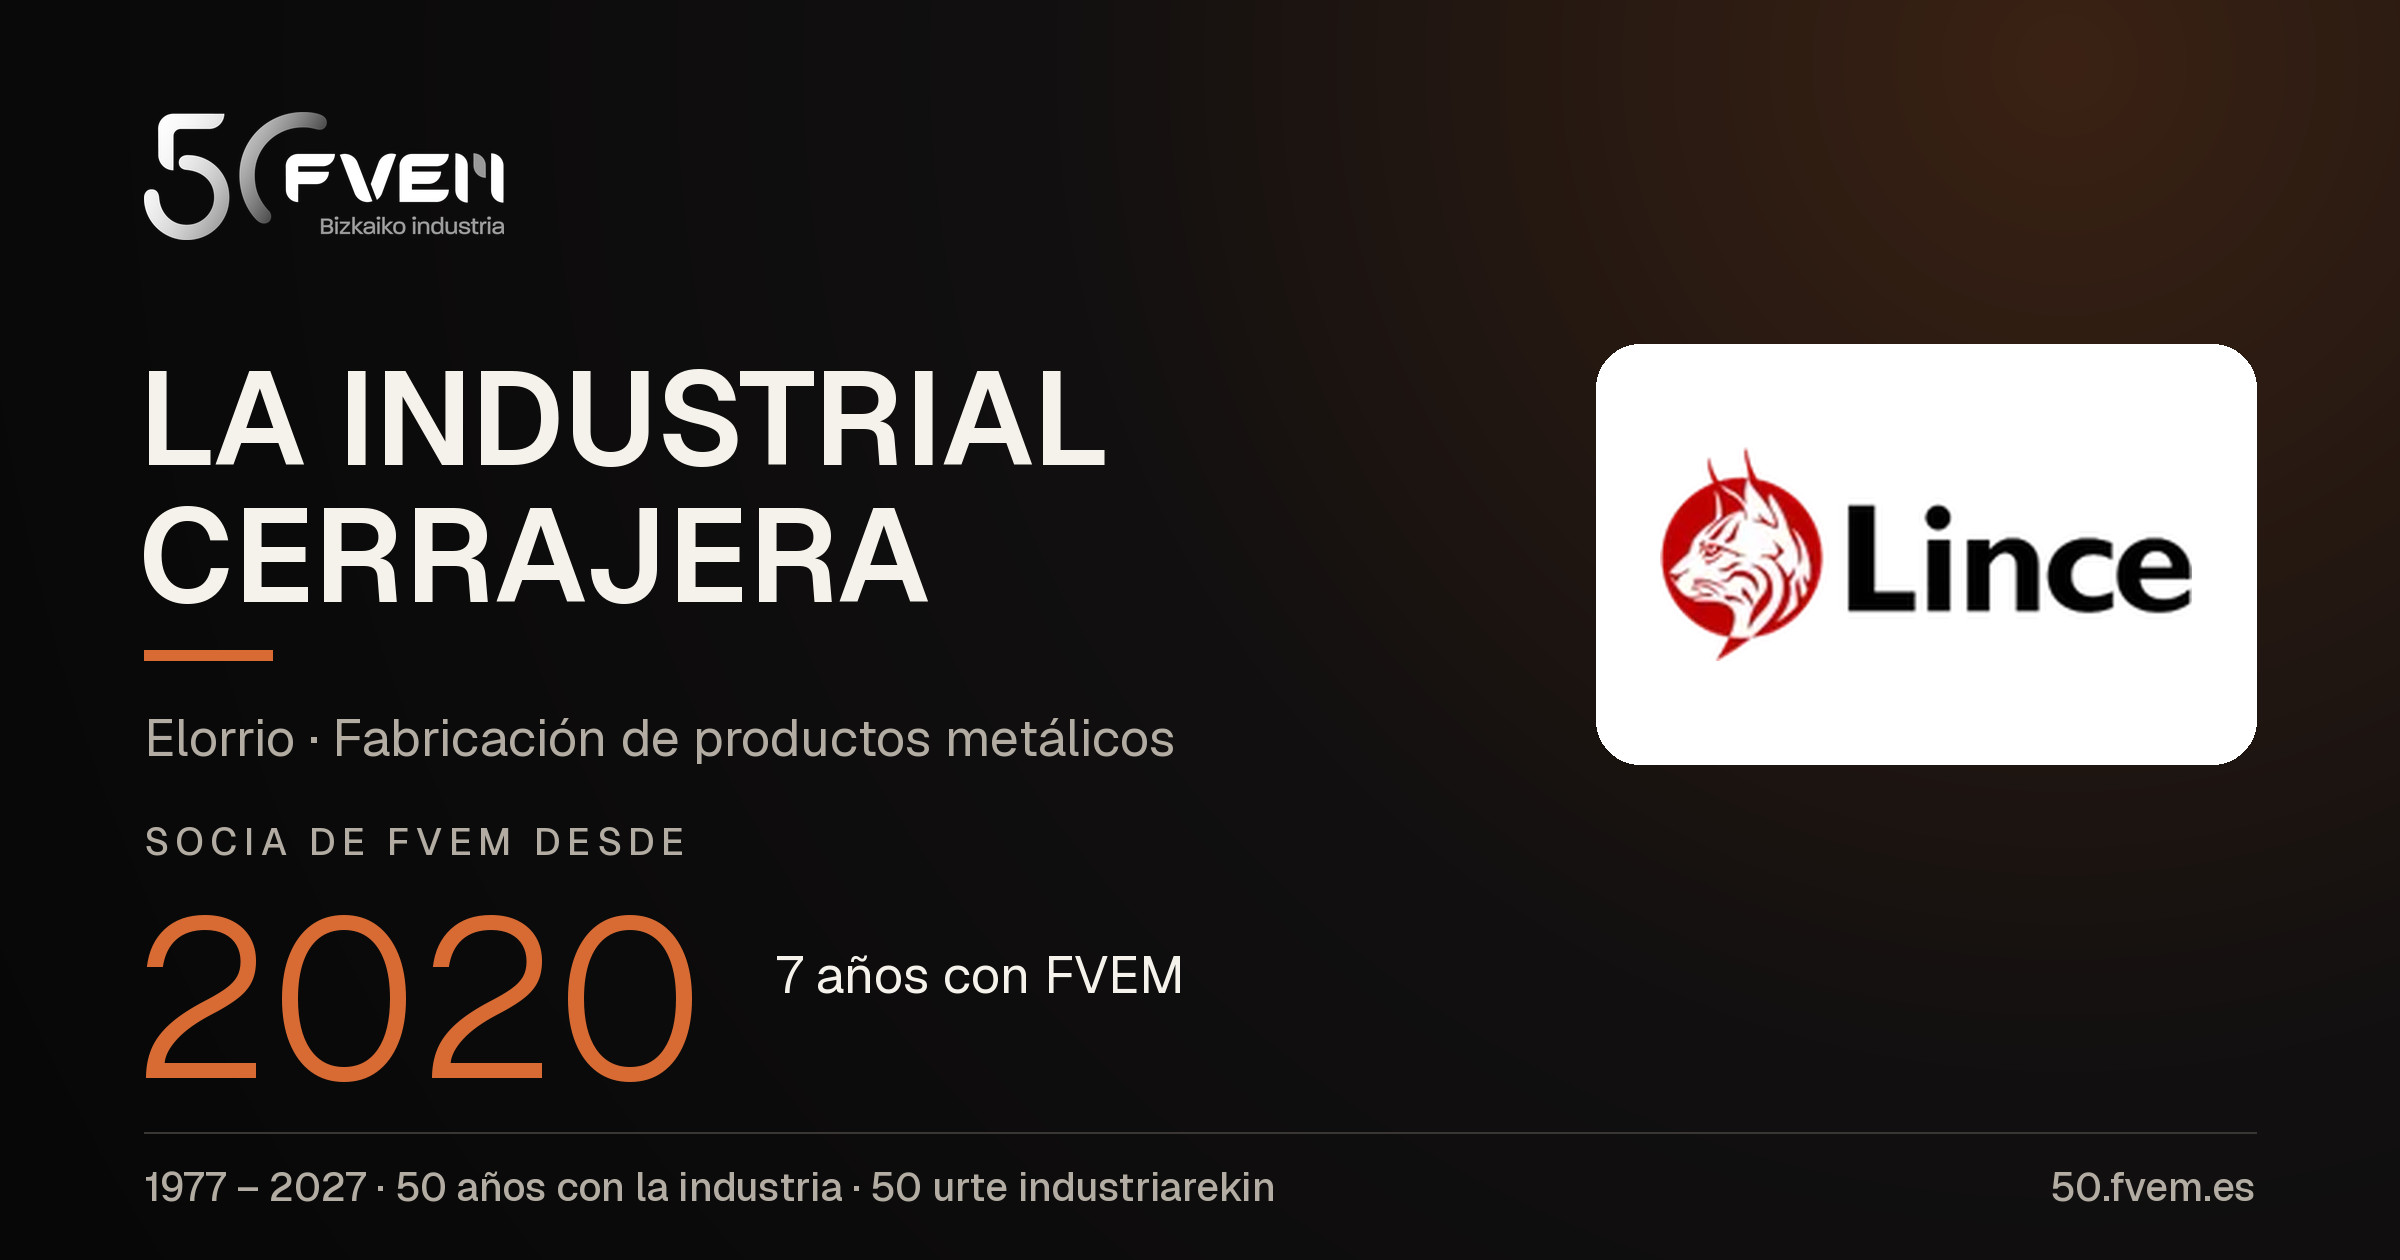 50 FVEM
Bizkaiko industria
LA INDUSTRIAL
CERRAJERA
Lince
Elorrio · Fabricación de productos metálicos
SOCIA DE FVEM DESDE
2020
7 años con FVEM
1977 – 2027 · 50 años con la industria · 50 urte industriarekin
50.fvem.es